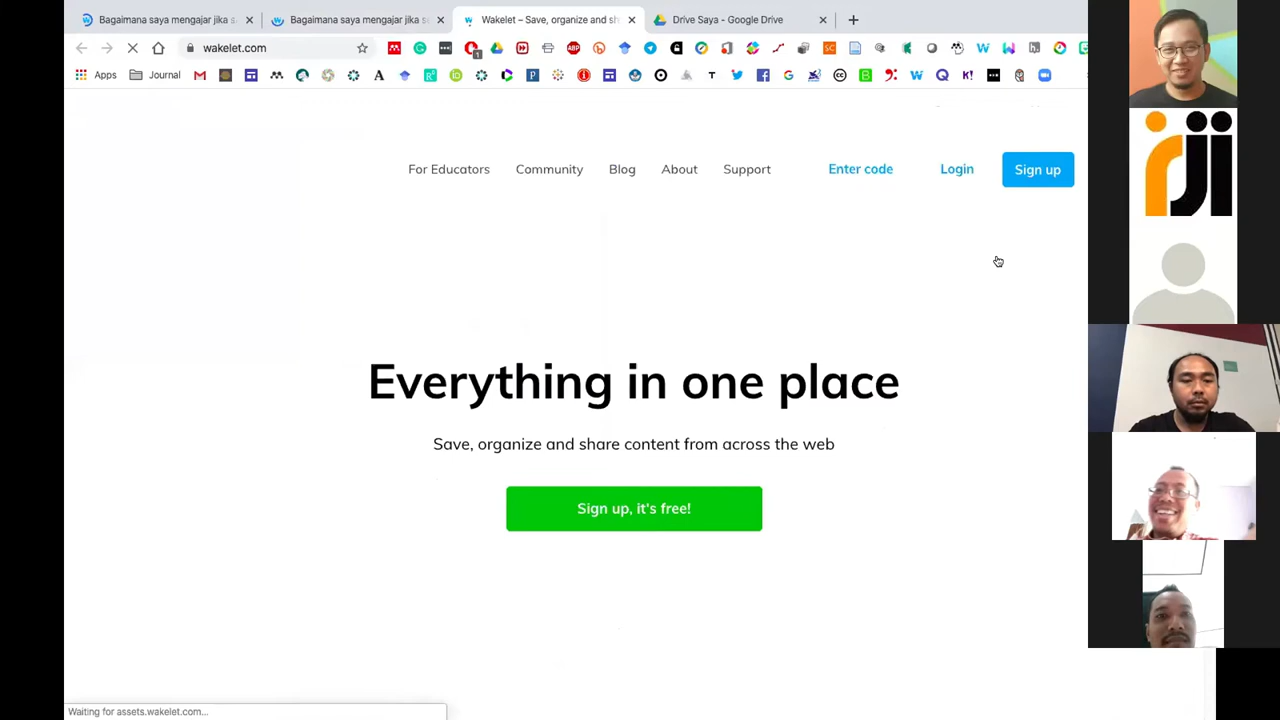 Bagaimana saya mengajar jika s
Bagaimana saya mengajar jika se
Wakelet – Save, organize and sh
Drive Saya - Google Drive
wakelet.com
Apps
Journal
For Educators
Community
Blog
About
Support
Enter code
Login
Sign up
Everything in one place
Save, organize and share content from across the web
Sign up, it's free!
Waiting for assets.wakelet.com...
rji